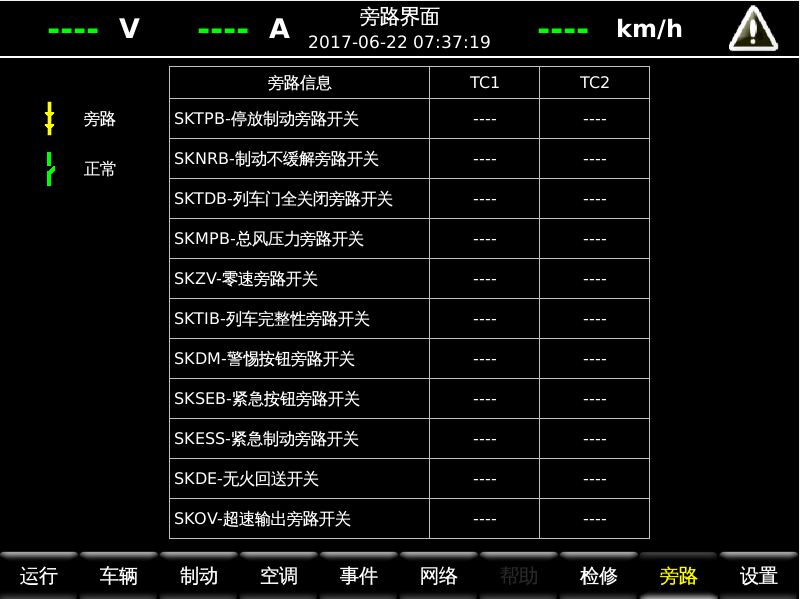 ---- V ---- A 旁路界面 ---- km/h
2017-06-22 07:37:19
旁路
正常
旁路信息 TC1 TC2
SKTPB-停放制动旁路开关 ---- ----
SKNRB-制动不缓解旁路开关 ---- ----
SKTDB-列车门全关闭旁路开关 ---- ----
SKMPB-总风压力旁路开关 ---- ----
SKZV-零速旁路开关 ---- ----
SKTIB-列车完整性旁路开关 ---- ----
SKDM-警惕按钮旁路开关 ---- ----
SKSEB-紧急按钮旁路开关 ---- ----
SKESS-紧急制动旁路开关 ---- ----
SKDE-无火回送开关 ---- ----
SKOV-超速输出旁路开关 ---- ----
运行 车辆 制动 空调 事件 网络 帮助 检修 旁路 设置